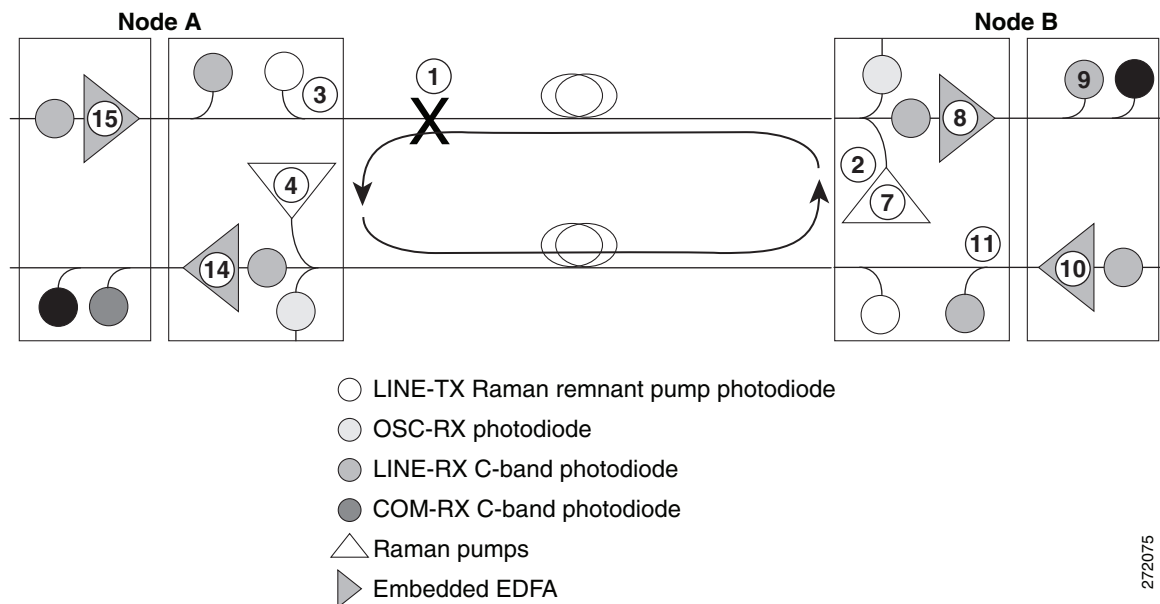 Node A
Node B
1
3
15
4
14
2
7
8
9
11
10
X
LINE-TX Raman remnant pump photodiode
OSC-RX photodiode
LINE-RX C-band photodiode
COM-RX C-band photodiode
Raman pumps
Embedded EDFA
272075